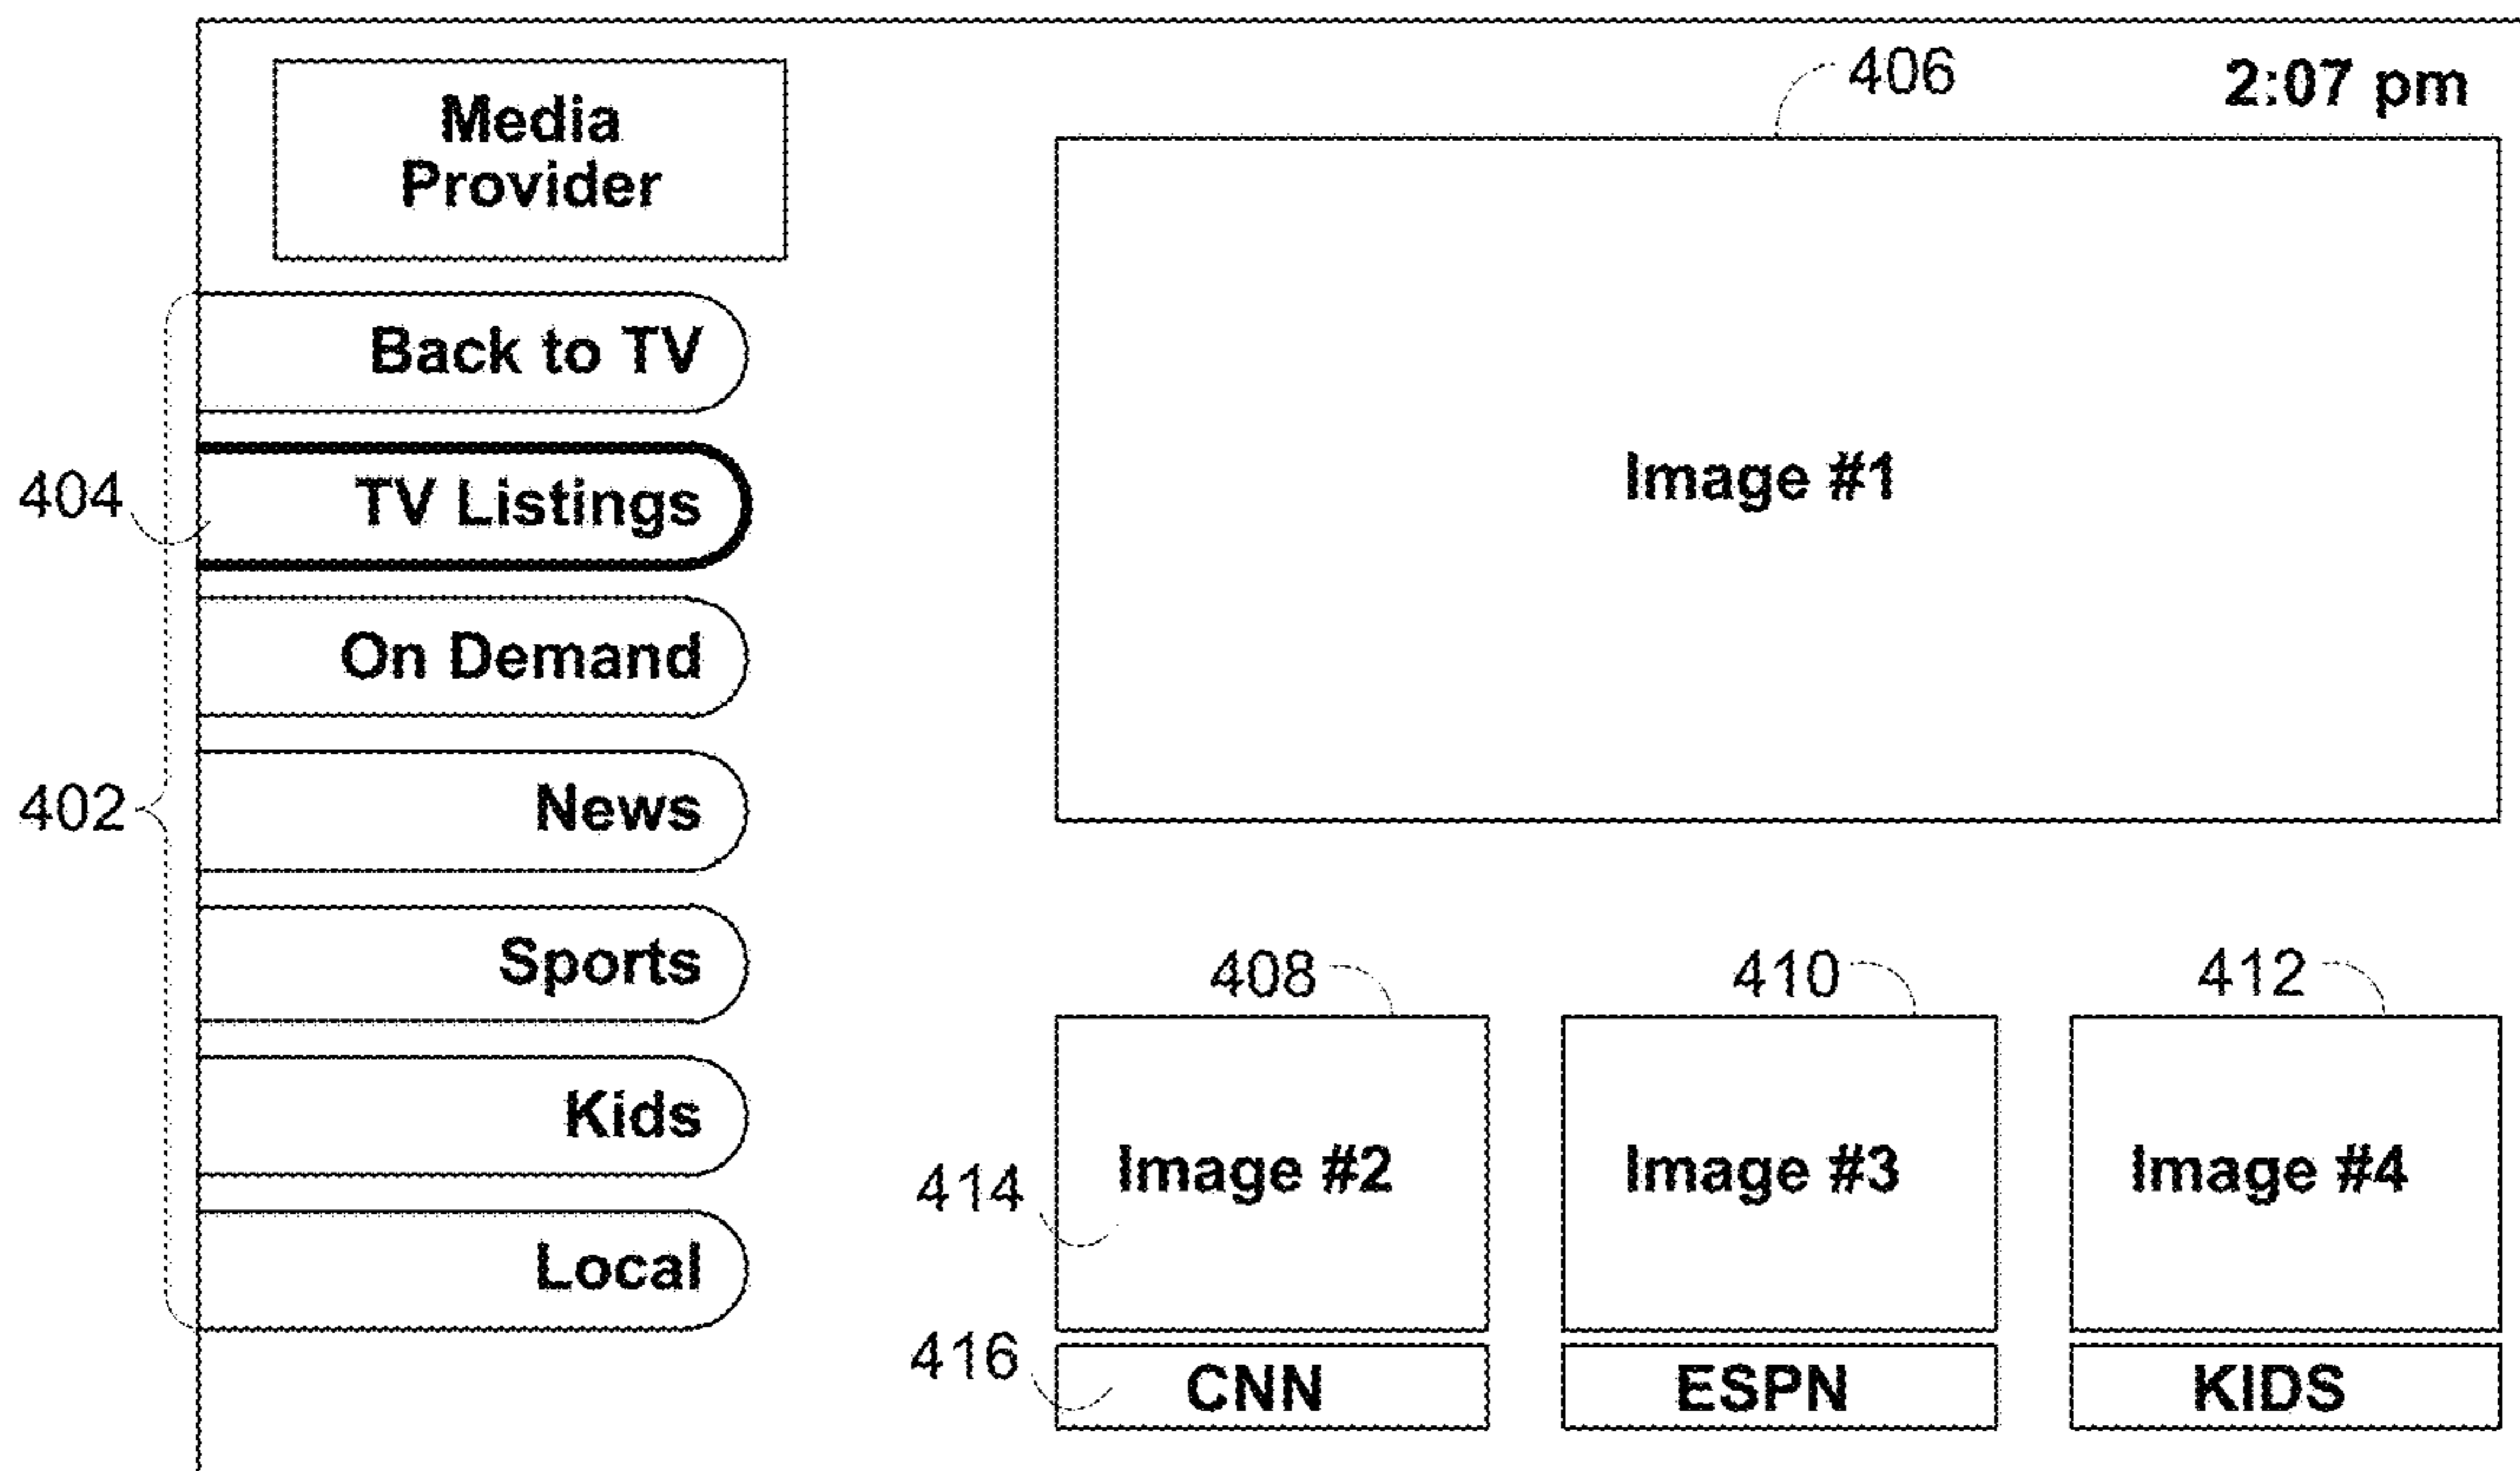 406
2:07 pm
Media
Provider
Back to TV
404
TV Listings
Image #1
On Demand
402
News
Sports
408
410
412
Kids
414
Image #2
Image #3
Image #4
Local
416
CNN
ESPN
KIDS